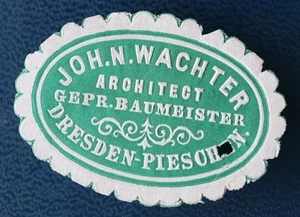 JOH. N. WACHTER
ARCHITECT
GEPR. BAUMEISTER
DRESDEN-PIESCHEN.